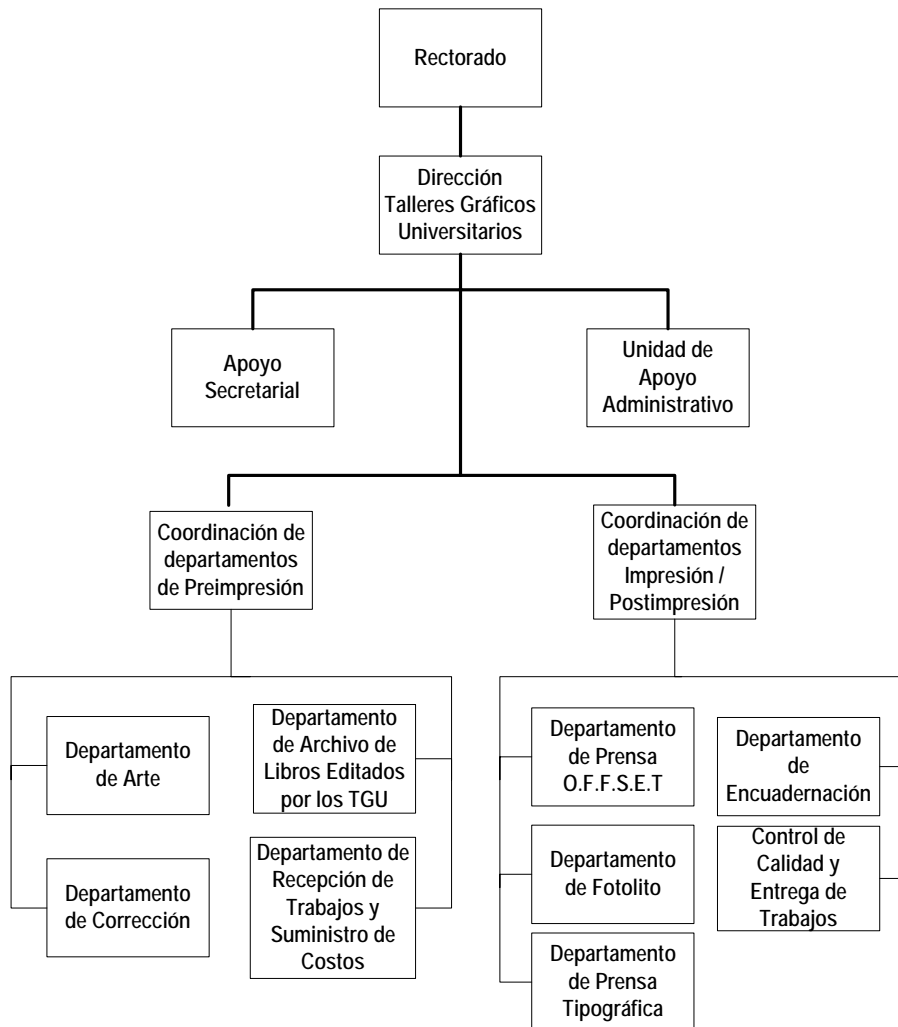 Rectorado
Dirección
Talleres Gráficos
Universitarios
Apoyo
Secretarial
Unidad de
Apoyo
Administrativo
Coordinación de
departamentos
de Preimpresión
Coordinación de
departamentos
Impresión /
Postimpresión
Departamento
de Arte
Departamento
de Archivo de
Libros Editados
por los TGU
Departamento
de Corrección
Departamento de
Recepción de
Trabajos y
Suministro de
Costos
Departamento
de Prensa
O.F.F.S.E.T
Departamento
de
Encuadernación
Departamento
de Fotolito
Control de
Calidad y
Entrega de
Trabajos
Departamento
de Prensa
Tipográfica